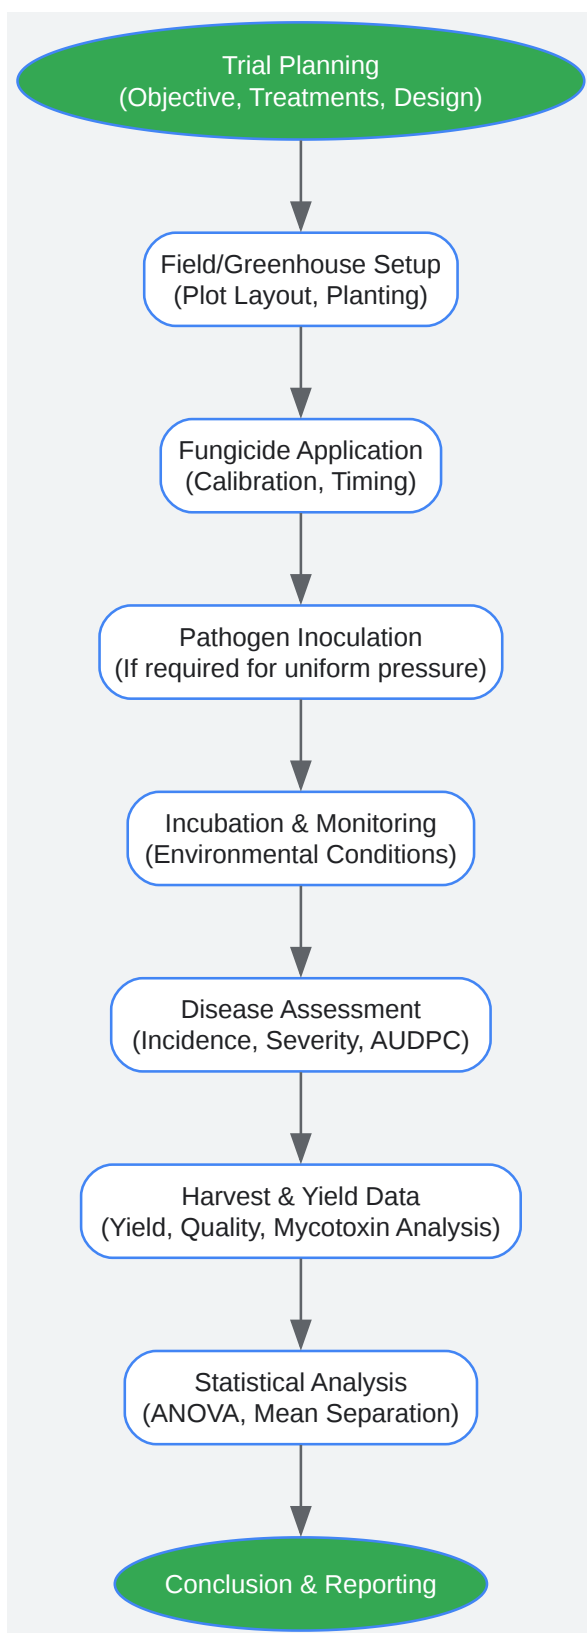 Trial Planning
(Objective, Treatments, Design)
Field/Greenhouse Setup
(Plot Layout, Planting)
Fungicide Application
(Calibration, Timing)
Pathogen Inoculation
(If required for uniform pressure)
Incubation & Monitoring
(Environmental Conditions)
Disease Assessment
(Incidence, Severity, AUDPC)
Harvest & Yield Data
(Yield, Quality, Mycotoxin Analysis)
Statistical Analysis
(ANOVA, Mean Separation)
Conclusion & Reporting